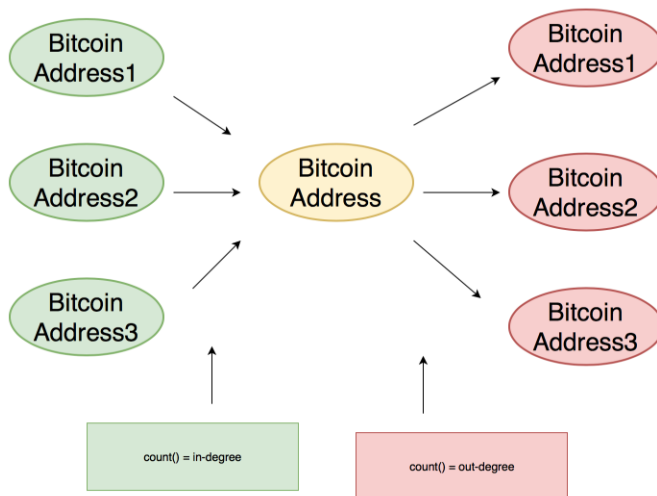 Bitcoin
Address1
Bitcoin
Address2
Bitcoin
Address3
Bitcoin
Address
Bitcoin
Address1
Bitcoin
Address2
Bitcoin
Address3
count() = in-degree
count() = out-degree